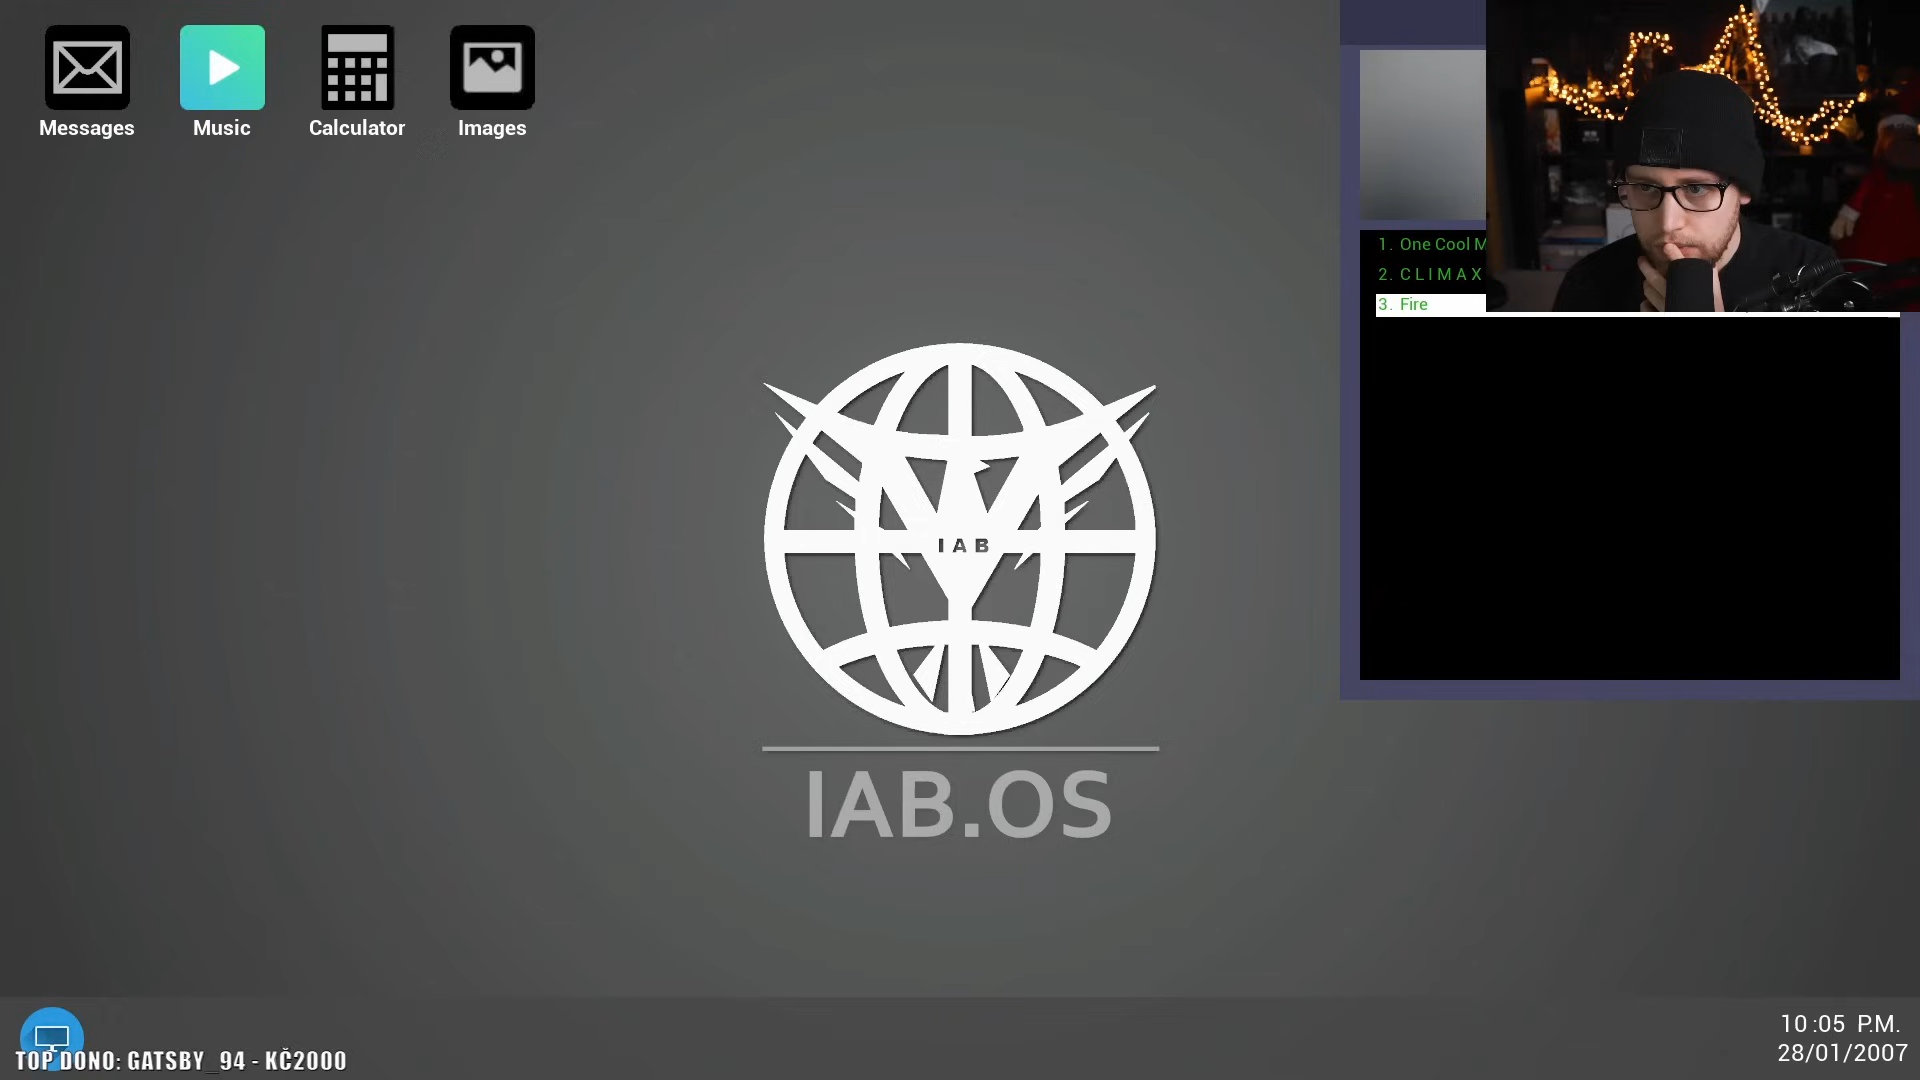 Messages
Music
Calculator
Images
1. One Cool M
2. C L I M A X
3. Fire
IAB
IAB.OS
10:05 P.M.
28/01/2007
TOP DONO: GATSBY_94 - KČ2000